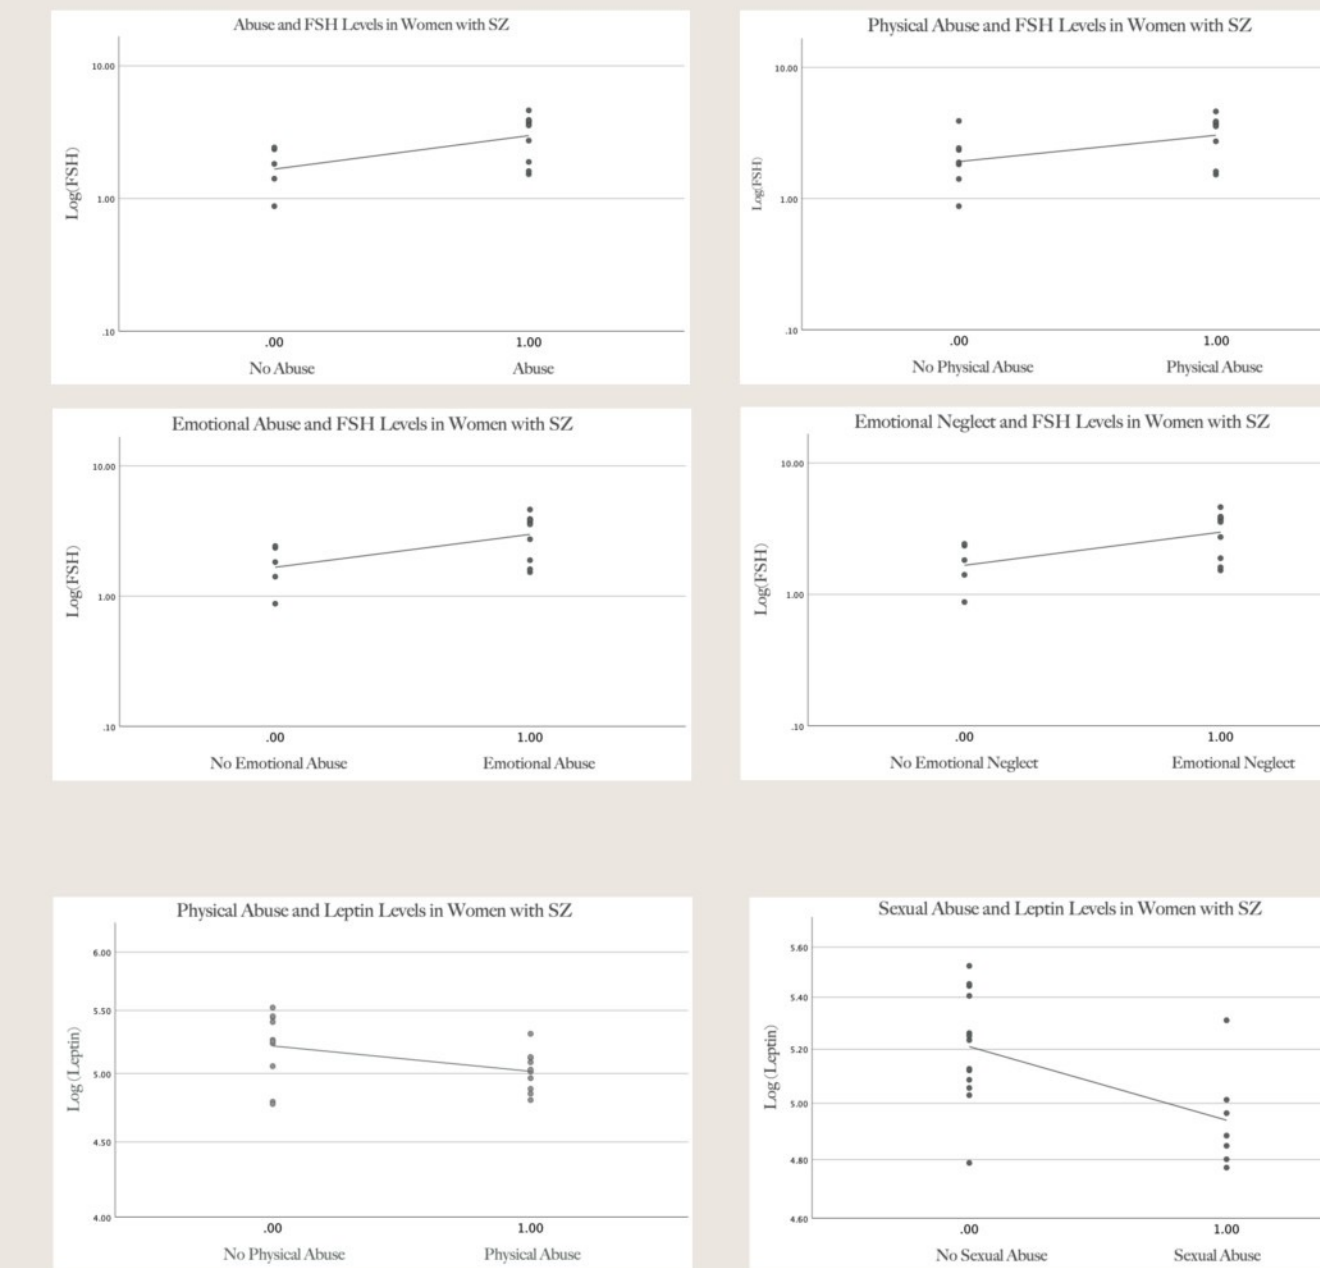 Abuse and FSH Levels in Women with SZ
10.00
Log(FSH)
1.00
.10
.00
1.00
No Abuse
Abuse
Physical Abuse and FSH Levels in Women with SZ
10.00
Log(FSH)
1.00
.10
.00
1.00
No Physical Abuse
Physical Abuse
Emotional Abuse and FSH Levels in Women with SZ
10.00
Log(FSH)
1.00
.10
.00
1.00
No Emotional Abuse
Emotional Abuse
Emotional Neglect and FSH Levels in Women with SZ
10.00
Log(FSH)
1.00
.10
.00
1.00
No Emotional Neglect
Emotional Neglect
Physical Abuse and Leptin Levels in Women with SZ
6.00
5.50
Log (Leptin)
5.00
4.50
4.00
.00
1.00
No Physical Abuse
Physical Abuse
Sexual Abuse and Leptin Levels in Women with SZ
5.60
5.40
5.20
Log (Leptin)
5.00
4.80
4.60
.00
1.00
No Sexual Abuse
Sexual Abuse